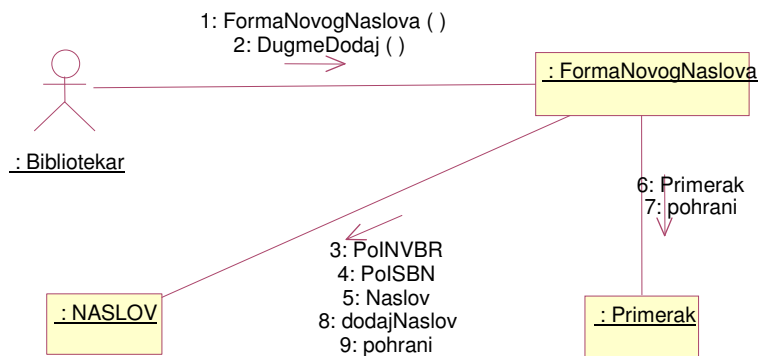 1: FormaNovogNaslova ( )
2: DugmeDodaj ( )
: FormaNovogNaslova
: Bibliotekar
6: Primerak
7: pohrani
3: PoINVBR
4: PoISBN
5: Naslov
8: dodajNaslov
9: pohrani
: NASLOV
: Primerak